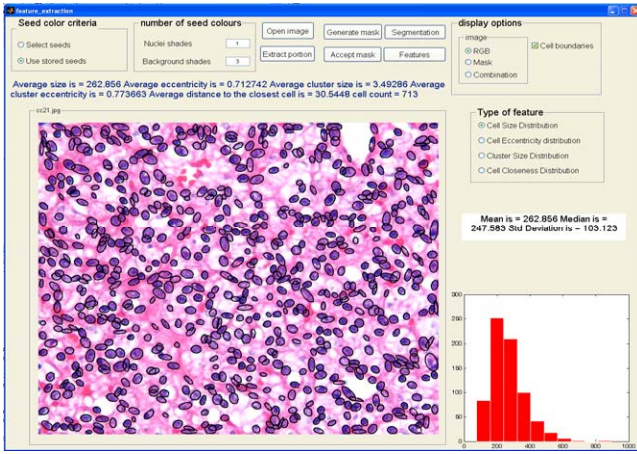 feature_extraction
Seed color criteria
Select seeds
Use stored seeds
number of seed colours
Nuclei shades 1
Background shades 3
Open image Generate mask Segmentation
Extract portion Accept mask Features
display options
image
RGB
Mask
Combination
Cell boundaries
Average size is = 262.856 Average eccentricity is = 0.712742 Average cluster size is = 3.49286 Average
cluster eccentricity is = 0.773663 Average distance to the closest cell is = 30.5448 cell count = 713
cc21.jpg
Type of feature
Cell Size Distribution
Cell Eccentricity distribution
Cluster Size Distribution
Cell Closeness Distribution
Mean is = 262.856 Median is =
247.583 Std Deviation is = 103.123
300
250
200
150
100
50
0
0 200 400 600 800 1000